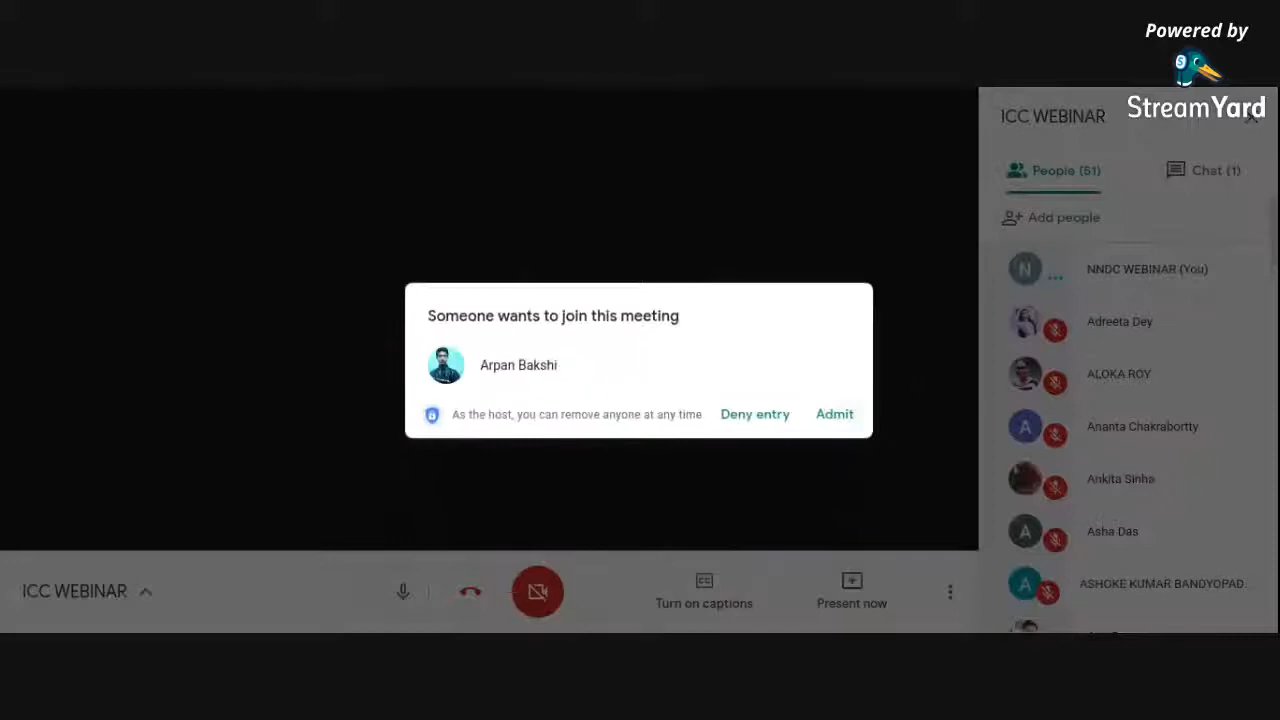 Powered by
StreamYard
ICC WEBINAR
People (51)
Chat (1)
Add people
N
NNDC WEBINAR (You)
Adreeta Dey
ALOKA ROY
A
Ananta Chakrabortty
Ankita Sinha
A
Asha Das
A
ASHOKE KUMAR BANDYOPAD...
Someone wants to join this meeting
Arpan Bakshi
As the host, you can remove anyone at any time
Deny entry
Admit
ICC WEBINAR
CC
Turn on captions
Present now